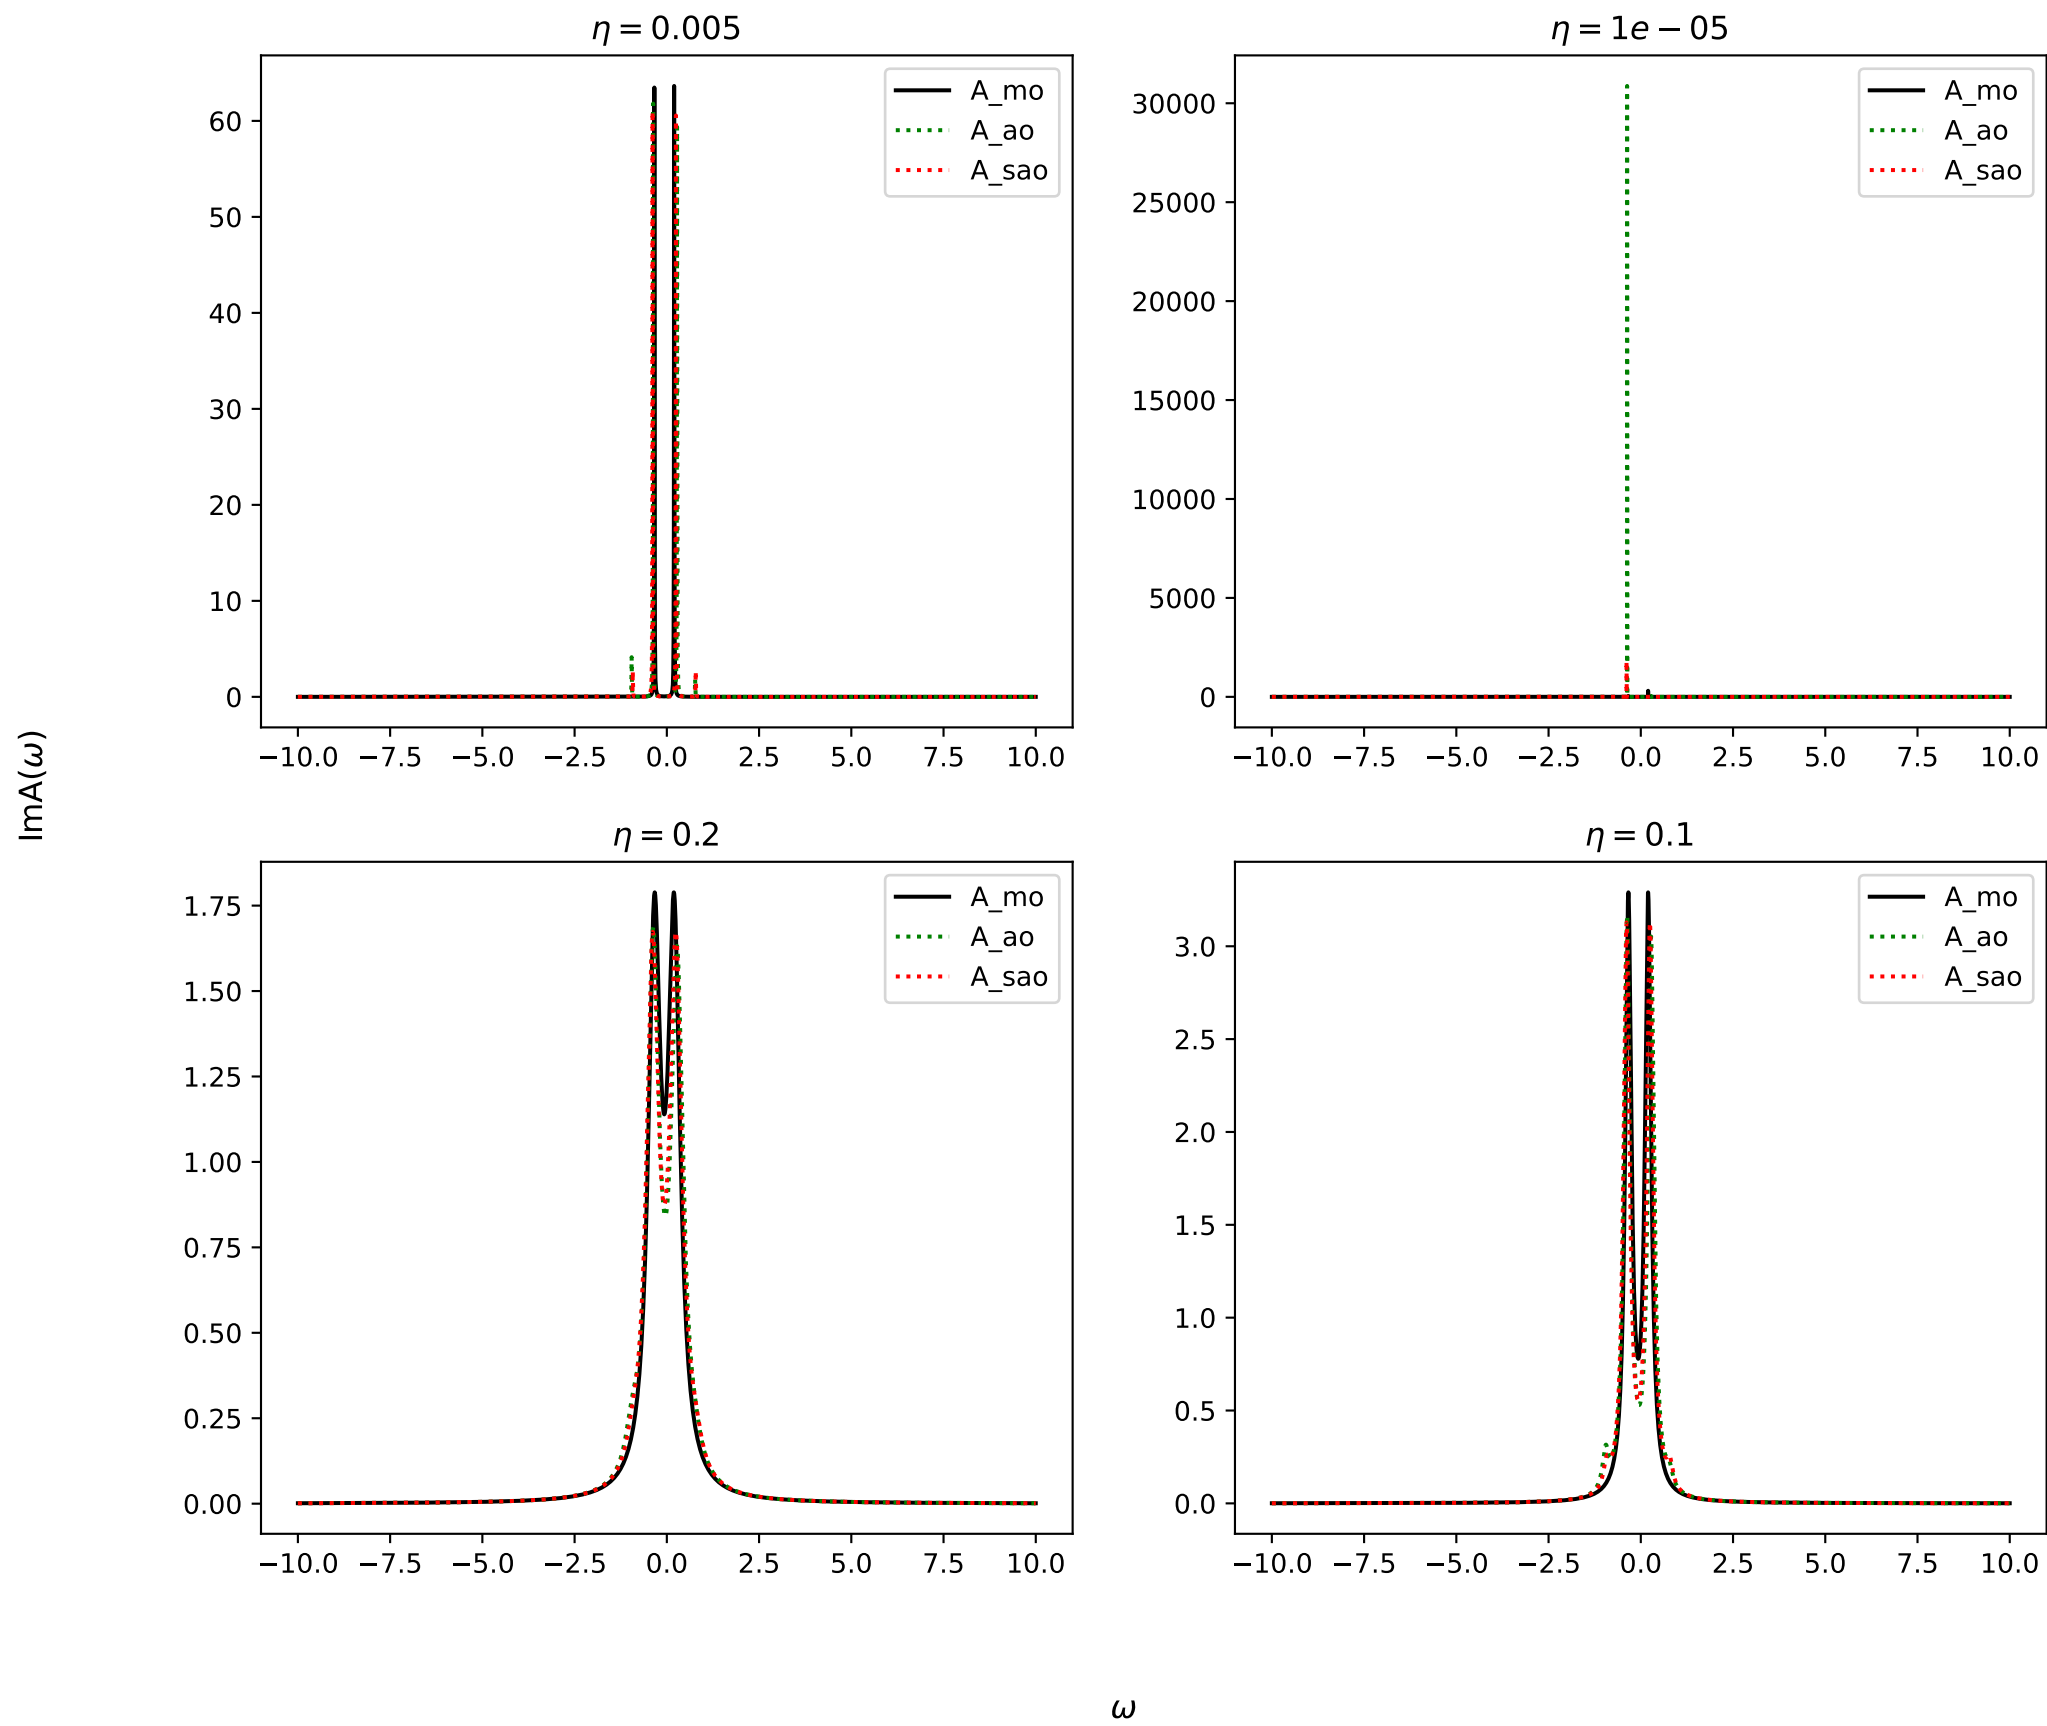 η = 0.005
60
50
40
30
20
10
0
−10.0 −7.5 −5.0 −2.5 0.0 2.5 5.0 7.5 10.0
A_mo
A_ao
A_sao
η = 1e − 05
30000
25000
20000
15000
10000
5000
0
−10.0 −7.5 −5.0 −2.5 0.0 2.5 5.0 7.5 10.0
A_mo
A_ao
A_sao
ImA(ω)
η = 0.2
1.75
1.50
1.25
1.00
0.75
0.50
0.25
0.00
−10.0 −7.5 −5.0 −2.5 0.0 2.5 5.0 7.5 10.0
A_mo
A_ao
A_sao
η = 0.1
3.0
2.5
2.0
1.5
1.0
0.5
0.0
−10.0 −7.5 −5.0 −2.5 0.0 2.5 5.0 7.5 10.0
A_mo
A_ao
A_sao
ω